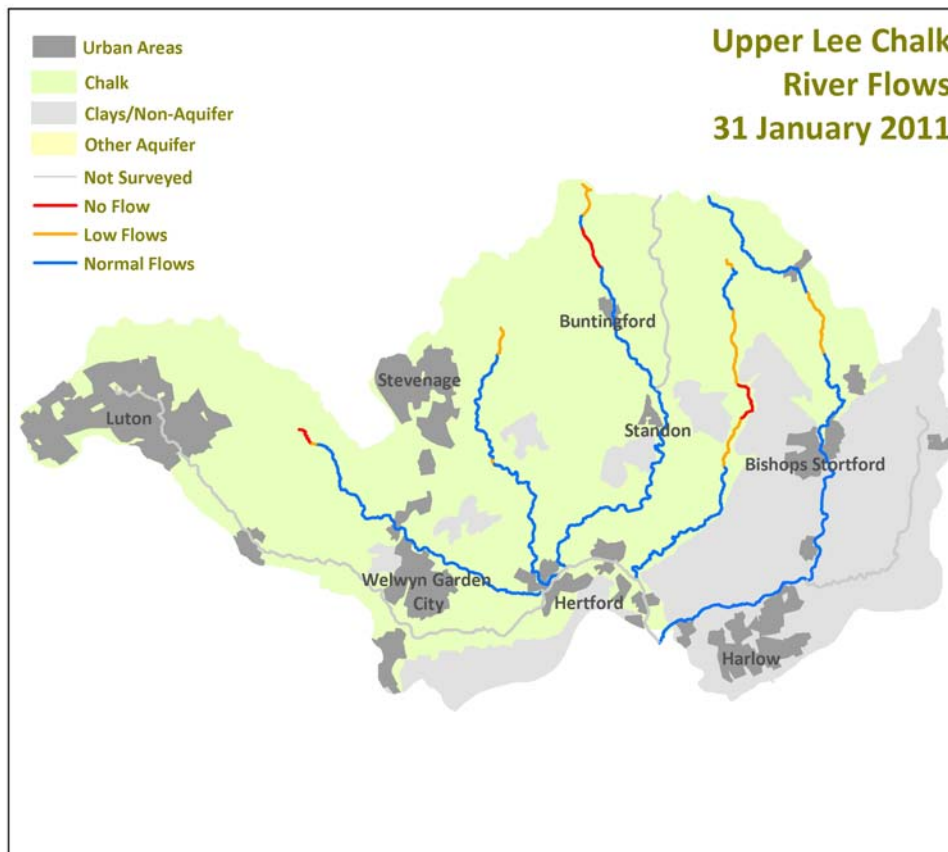 Upper Lee Chalk
River Flows
31 January 2011
Urban Areas
Chalk
Clays/Non-Aquifer
Other Aquifer
Not Surveyed
No Flow
Low Flows
Normal Flows
Buntingford
Stevenage
Luton
Standon
Bishops Stortford
Welwyn Garden
City
Hertford
Harlow